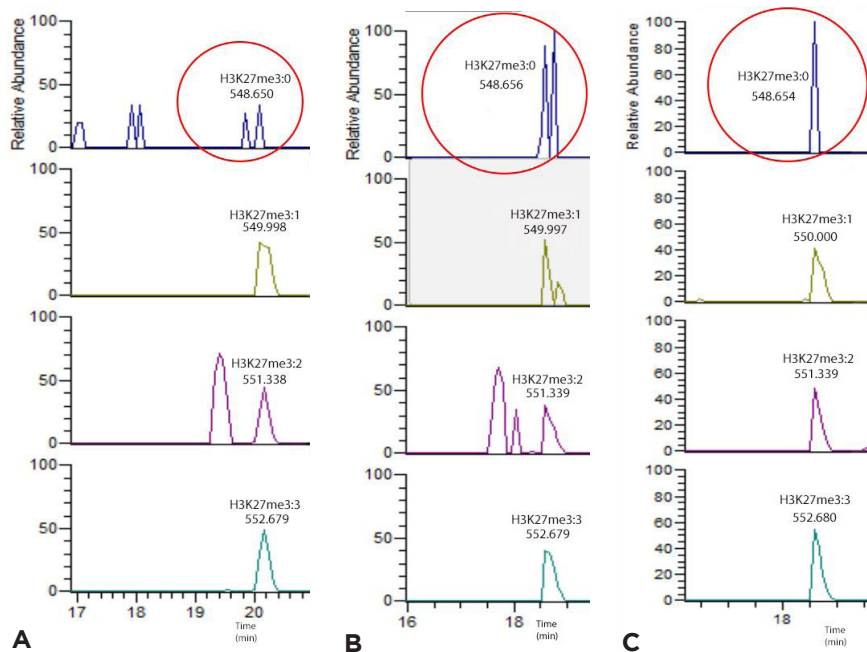 Relative Abundance
100
50
0
H3K27me3:0
548.650
100
50
0
H3K27me3:1
549.998
100
50
0
H3K27me3:2
551.338
100
50
0
H3K27me3:3
552.679
17
18
19
20
Time
(min)
A
Relative Abundance
100
50
0
H3K27me3:0
548.656
100
50
0
H3K27me3:1
549.997
100
50
0
H3K27me3:2
551.339
100
50
0
H3K27me3:3
552.679
16
18
Time
(min)
B
Relative Abundance
100
80
60
40
20
0
H3K27me3:0
548.654
100
80
60
40
20
0
H3K27me3:1
550.000
100
80
60
40
20
0
H3K27me3:2
551.339
100
80
60
40
20
0
H3K27me3:3
552.680
18
Time
(min)
C